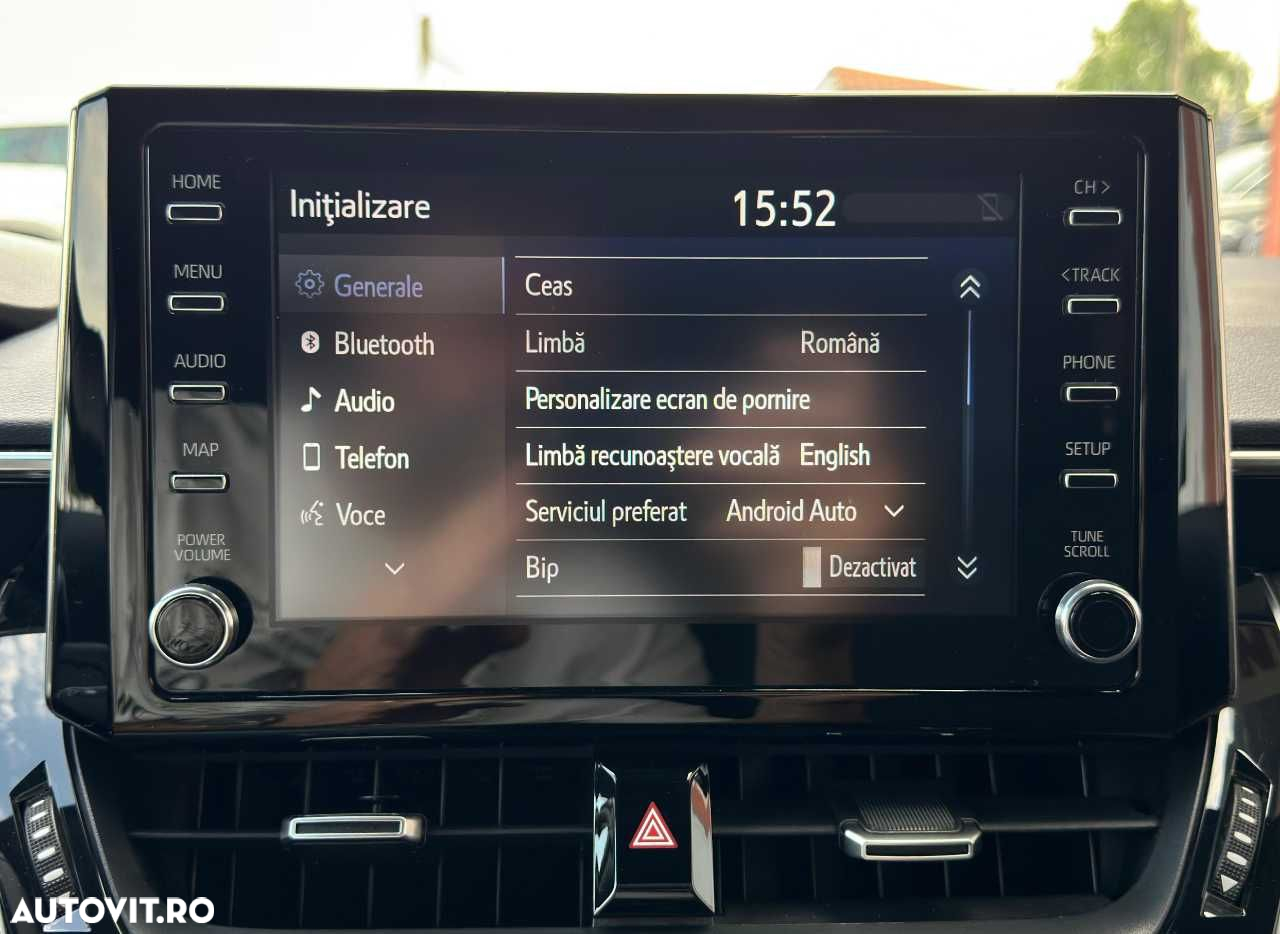 HOME
MENU
AUDIO
MAP
POWER
VOLUME
Iniţializare
15:52
Generale
Bluetooth
Audio
Telefon
Voce
Ceas
Limbă Română
Personalizare ecran de pornire
Limbă recunoaştere vocală English
Serviciul preferat Android Auto
Bip Dezactivat
CH >
<TRACK
PHONE
SETUP
TUNE
SCROLL
AUTOVIT.RO